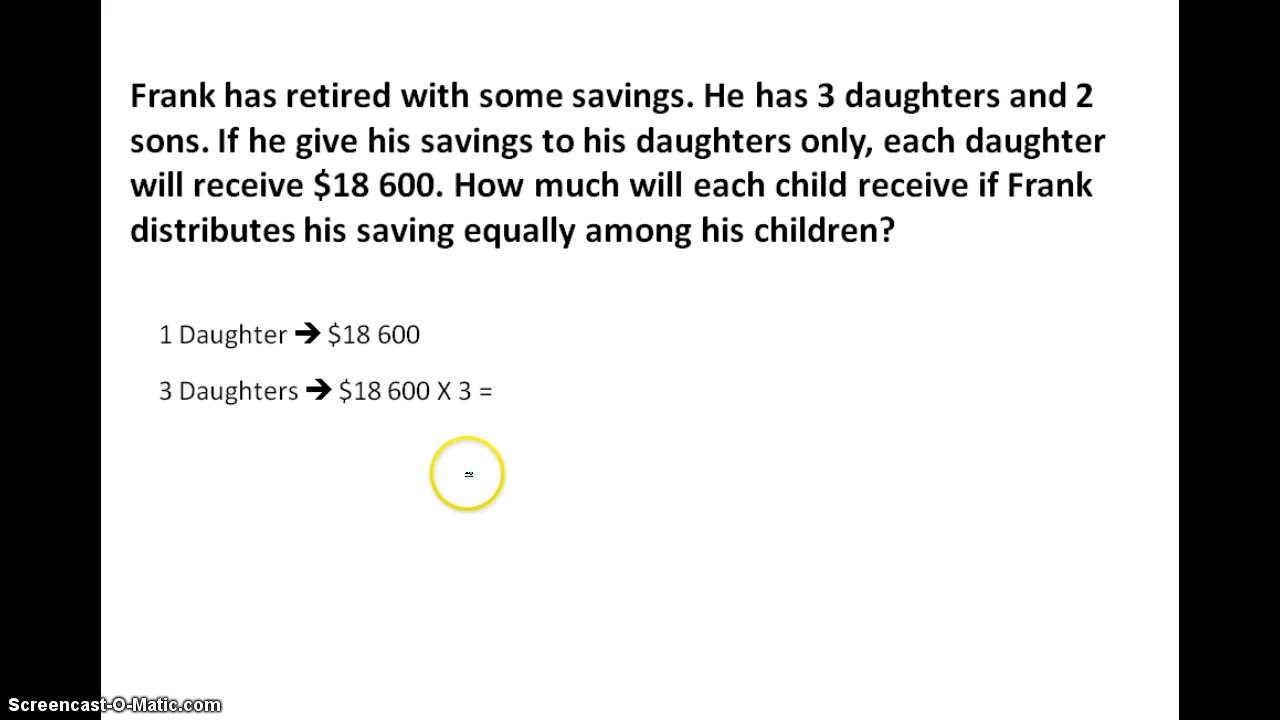 Frank has retired with some savings. He has 3 daughters and 2
sons. If he give his savings to his daughters only, each daughter
will receive $18 600. How much will each child receive if Frank
distributes his saving equally among his children?
1 Daughter ➔ $18 600
3 Daughters ➔ $18 600 X 3 =
Screencast-O-Matic.com